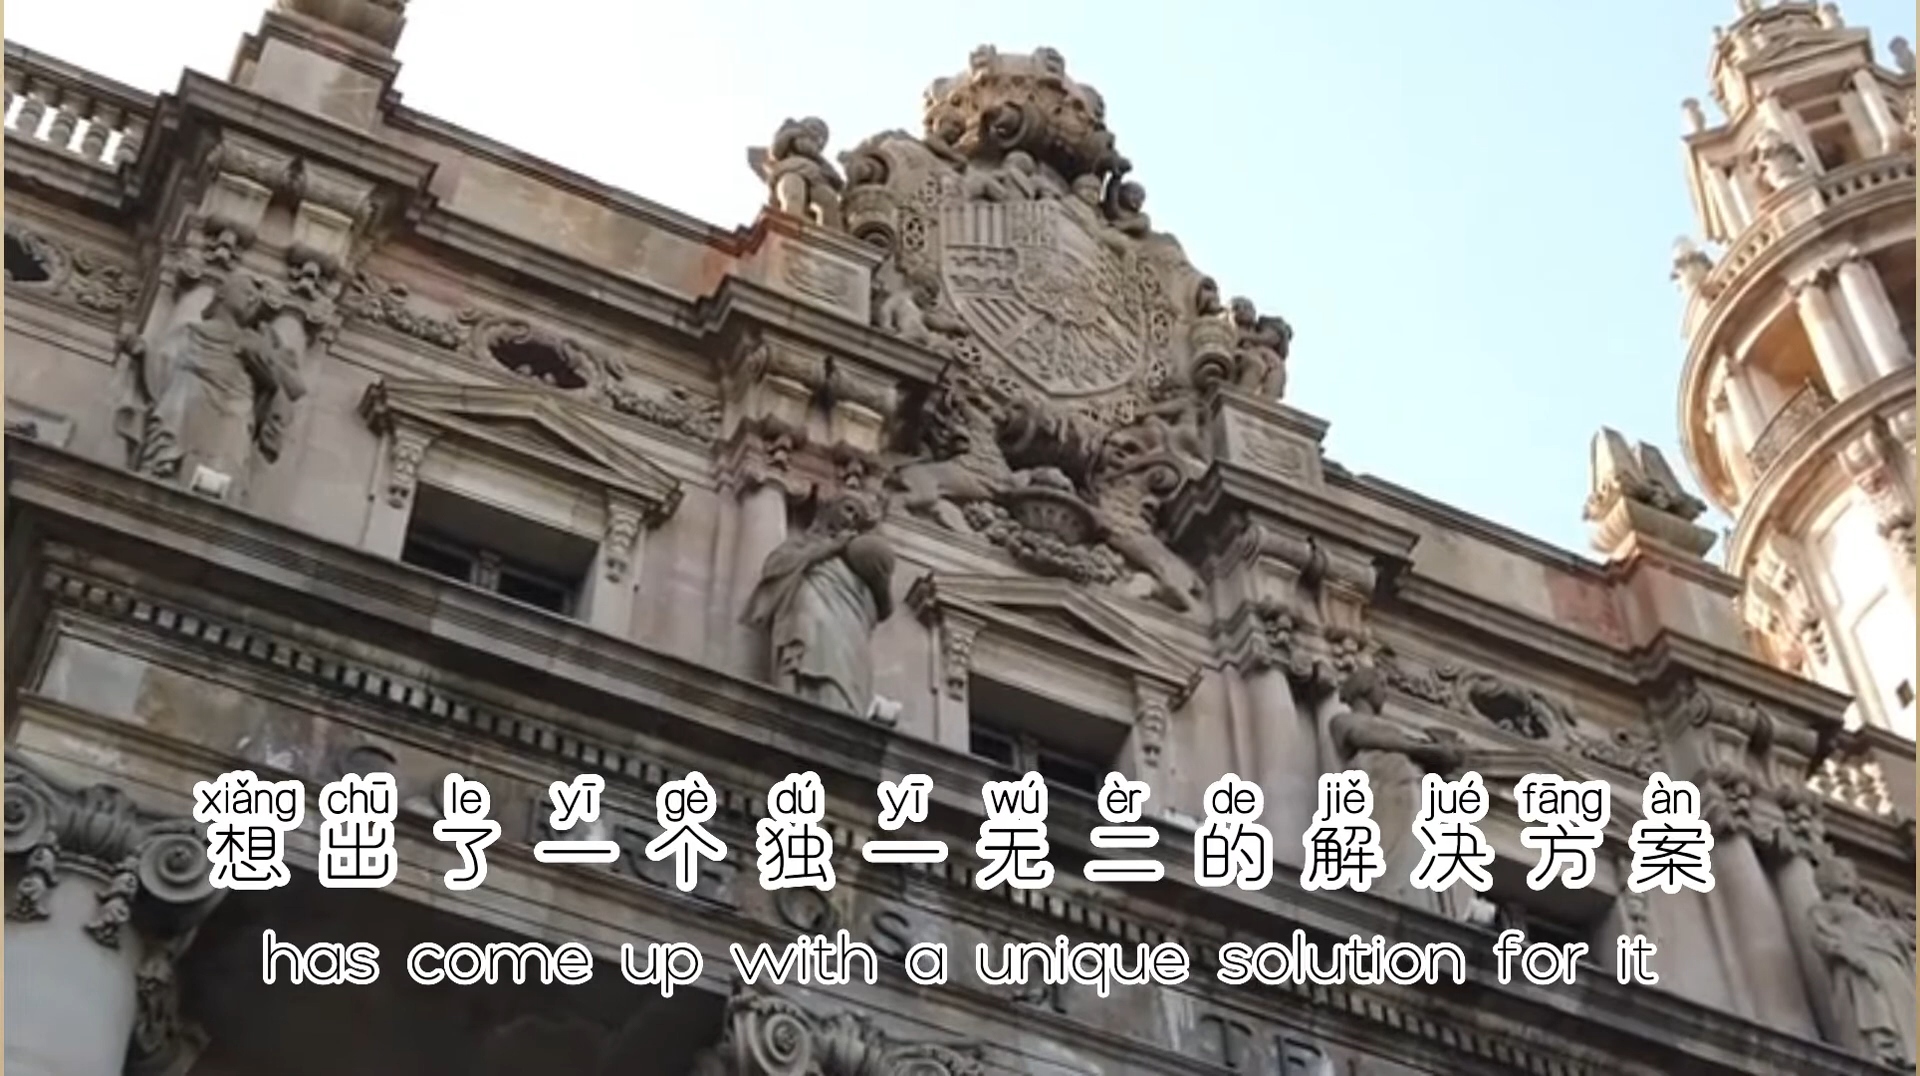 xiǎng chū le yī gè dú yī wú èr de jiě jué fāng àn
想出了一个独一无二的解决方案
has come up with a unique solution for it